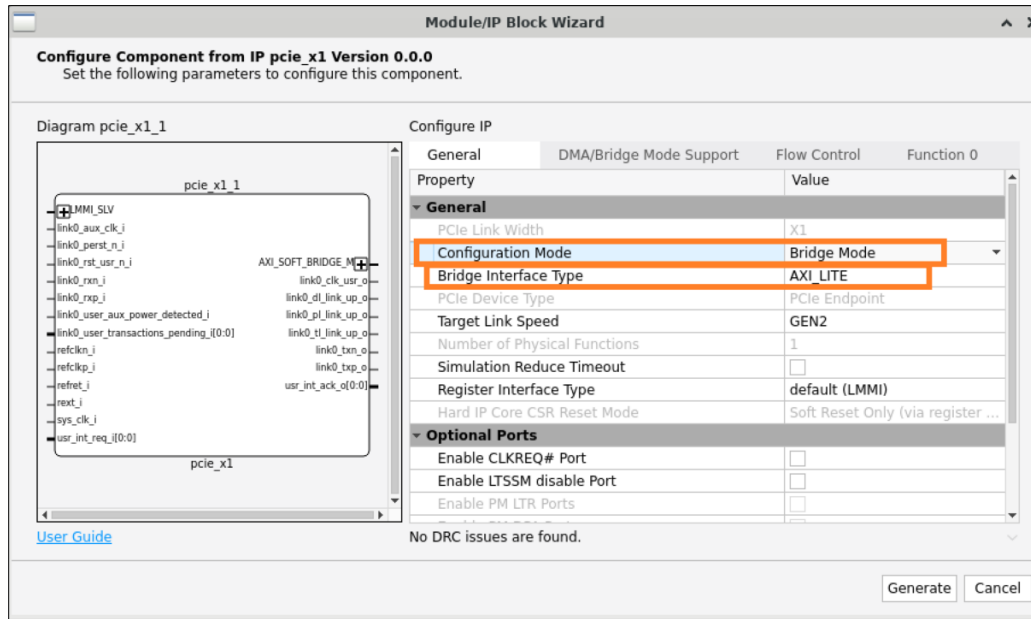 Module/IP Block Wizard
Configure Component from IP pcie_x1 Version 0.0.0
Set the following parameters to configure this component.
Diagram pcie_x1_1
pcie_x1_1
LMMI_SLV
link0_aux_clk_i
link0_perst_n_i
link0_rst_usr_n_i
link0_rxn_i
link0_rxp_i
link0_user_aux_power_detected_i
link0_user_transactions_pending_i[0:0]
refclkn_i
refclkp_i
refret_i
rext_i
sys_clk_i
usr_int_req_i[0:0]
AXI_SOFT_BRIDGE_M
link0_clk_usr_o
link0_dl_link_up_o
link0_pl_link_up_o
link0_tl_link_up_o
link0_txn_o
link0_txp_o
usr_int_ack_o[0:0]
pcie_x1
User Guide
Configure IP
General DMA/Bridge Mode Support Flow Control Function 0
Property Value
General
PCIe Link Width X1
Configuration Mode Bridge Mode
Bridge Interface Type AXI_LITE
PCIe Device Type PCIe Endpoint
Target Link Speed GEN2
Number of Physical Functions 1
Simulation Reduce Timeout
Register Interface Type default (LMMI)
Hard IP Core CSR Reset Mode Soft Reset Only (via register ...
Optional Ports
Enable CLKREQ# Port
Enable LTSSM disable Port
Enable PM LTR Ports
No DRC issues are found.
Generate Cancel